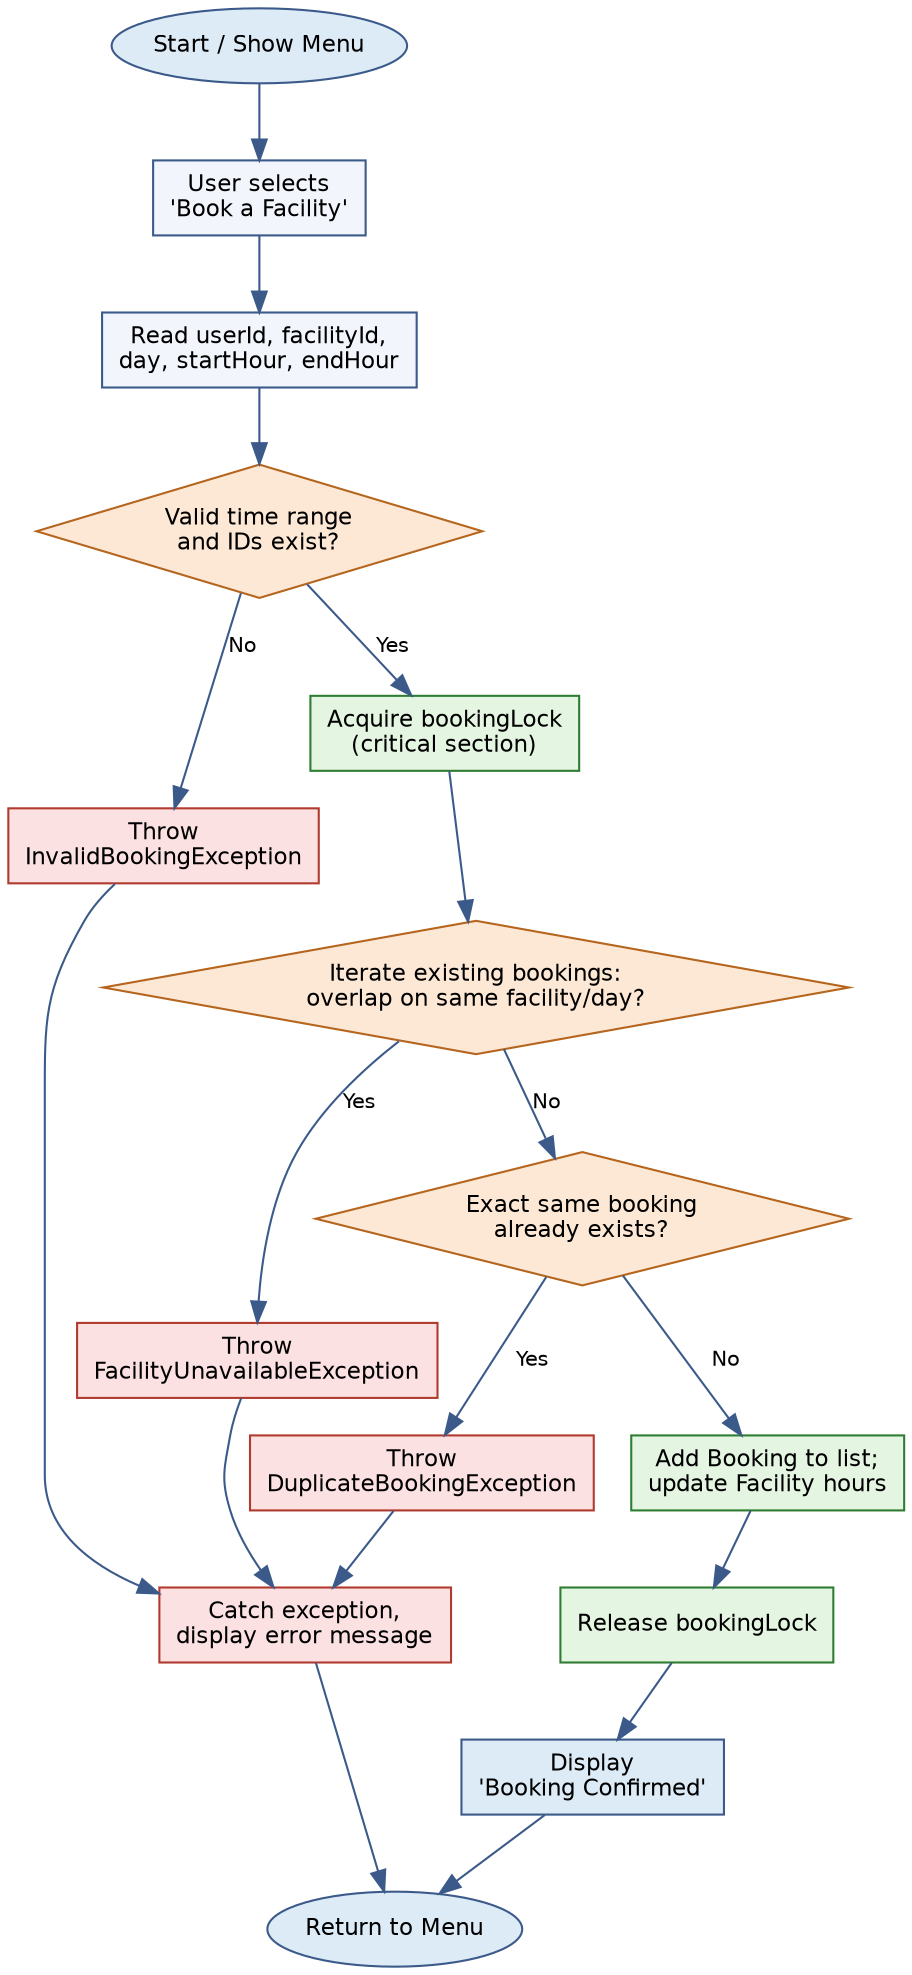 Start / Show Menu
User selects
'Book a Facility'
Read userId, facilityId,
day, startHour, endHour
Valid time range
and IDs exist?
No
Yes
Acquire bookingLock
(critical section)
Throw
InvalidBookingException
Iterate existing bookings:
overlap on same facility/day?
Yes
No
Exact same booking
already exists?
Throw
FacilityUnavailableException
Yes
No
Throw
DuplicateBookingException
Add Booking to list;
update Facility hours
Catch exception,
display error message
Release bookingLock
Display
'Booking Confirmed'
Return to Menu